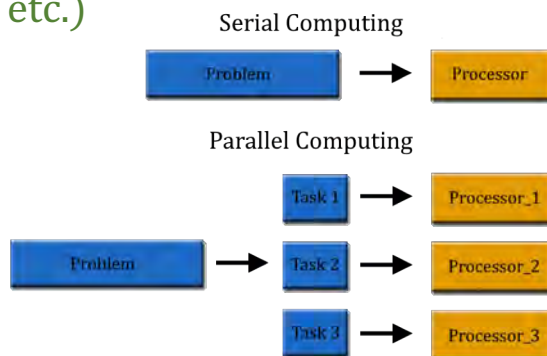 etc.)
Serial Computing
Problem
Processor
Parallel Computing
Task 1
Processor_1
Problem
Task 2
Processor_2
Task 3
Processor_3